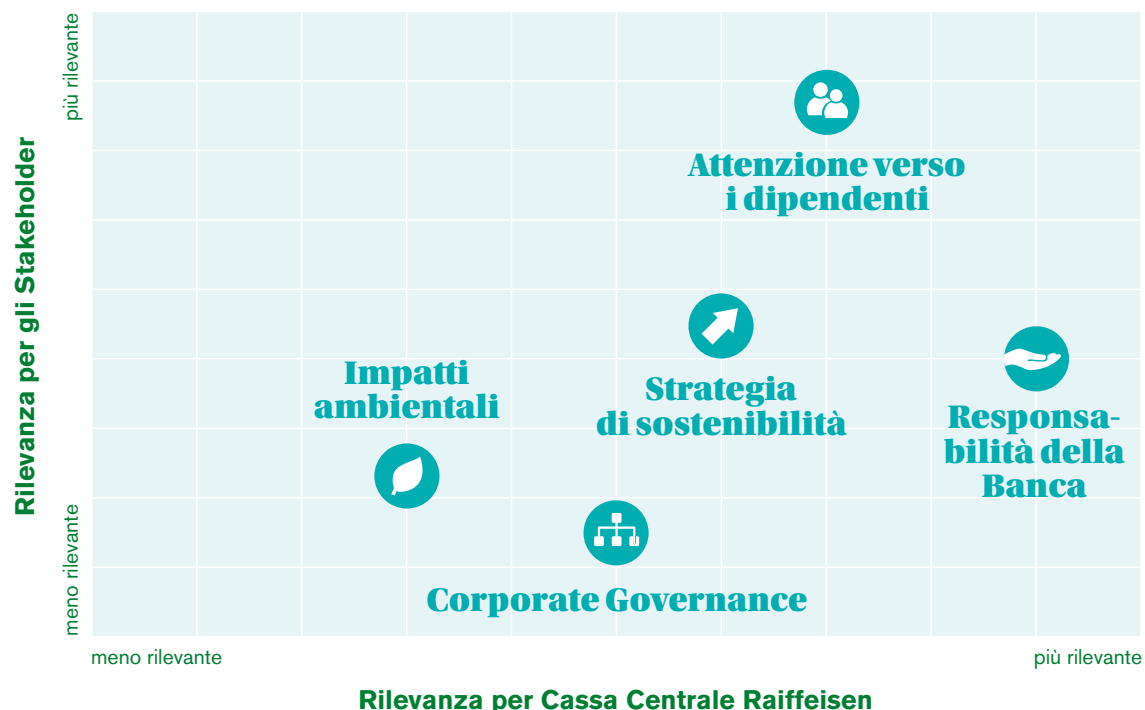 Rilevanza per gli Stakeholder
più rilevante
meno rilevante
Attenzione verso
i dipendenti
Impatti
ambientali
Strategia
di sostenibilità
Responsa-
bilità della
Banca
Corporate Governance
meno rilevante
più rilevante
Rilevanza per Cassa Centrale Raiffeisen